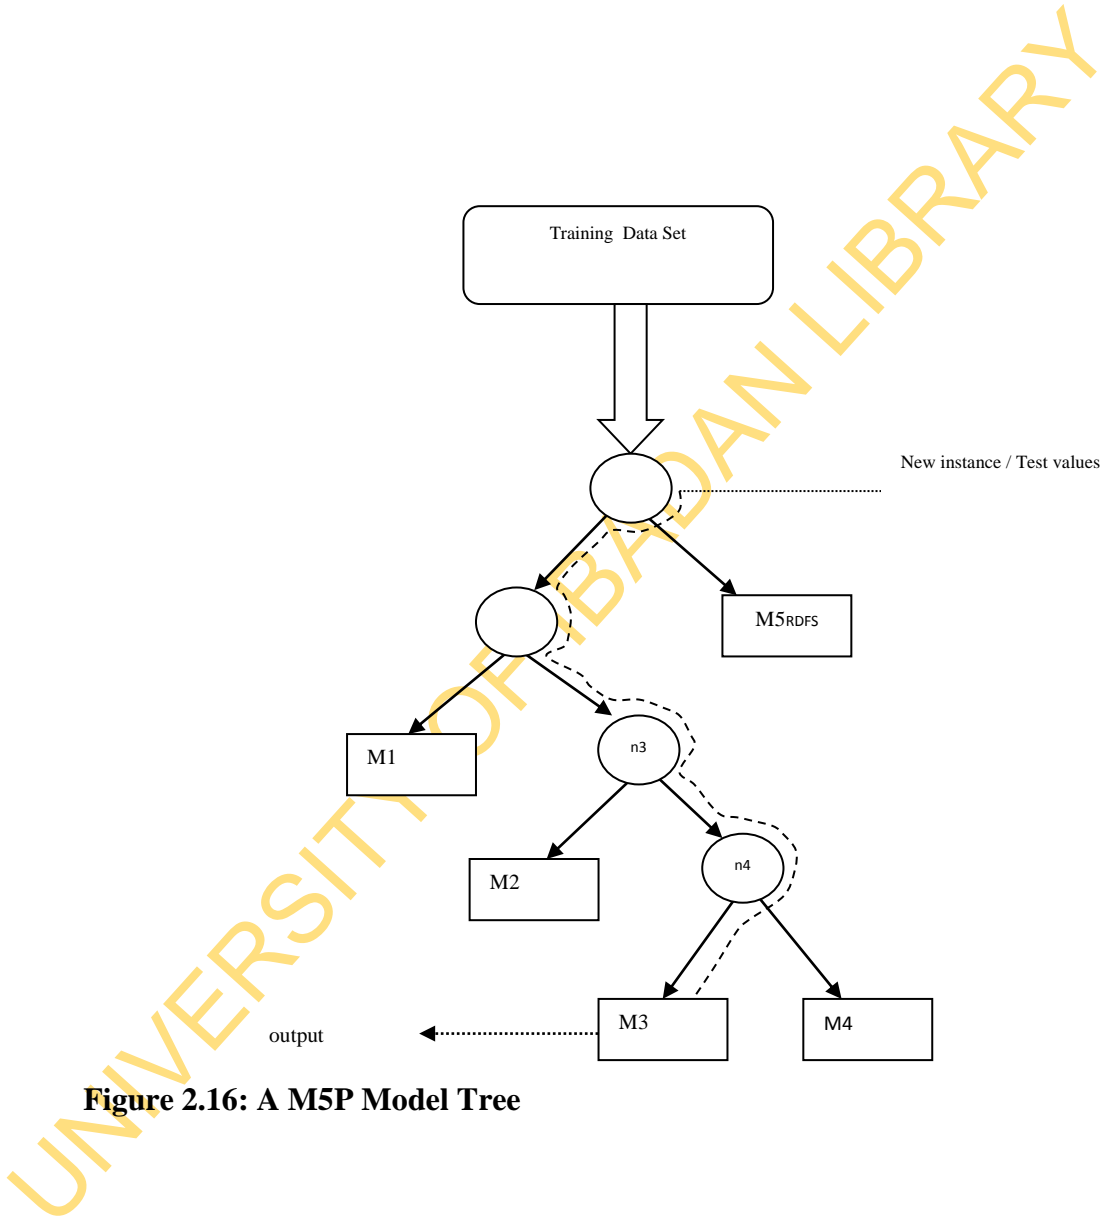 Training Data Set
New instance / Test values
M5RDFS
n3
M1
n4
M2
M3
M4
output
Figure 2.16: A M5P Model Tree
UNIVERSITY OF IBADAN LIBRARY